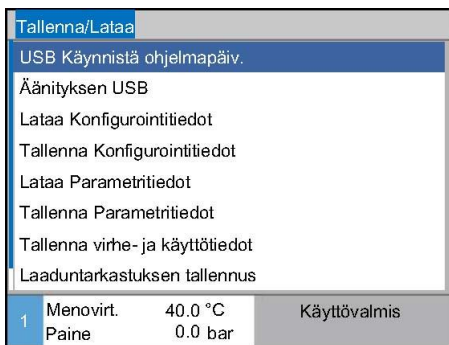 Tallenna/Lataa
USB Käynnistä ohjelmapäiv.
Äänityksen USB
Lataa Konfigurointitiedot
Tallenna Konfigurointitiedot
Lataa Parametritiedot
Tallenna Parametritiedot
Tallenna virhe- ja käyttötiedot
Laaduntarkastuksen tallennus
1 Menovirt. 40.0 °C Käyttövalmis
Paine 0.0 bar